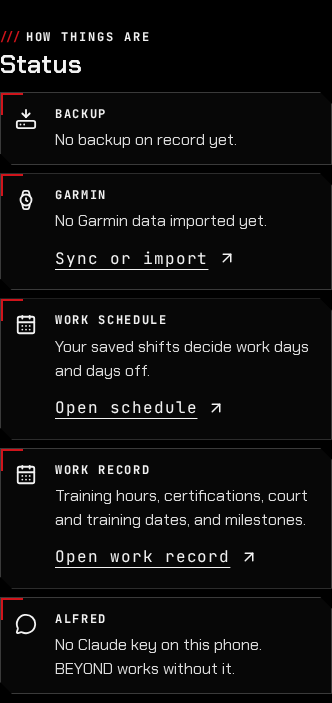 /// HOW THINGS ARE
Status
BACKUP
No backup on record yet.
GARMIN
No Garmin data imported yet.
Sync or import
WORK SCHEDULE
Your saved shifts decide work days
and days off.
Open schedule
WORK RECORD
Training hours, certifications, court
and training dates, and milestones.
Open work record
ALFRED
No Claude key on this phone.
BEYOND works without it.